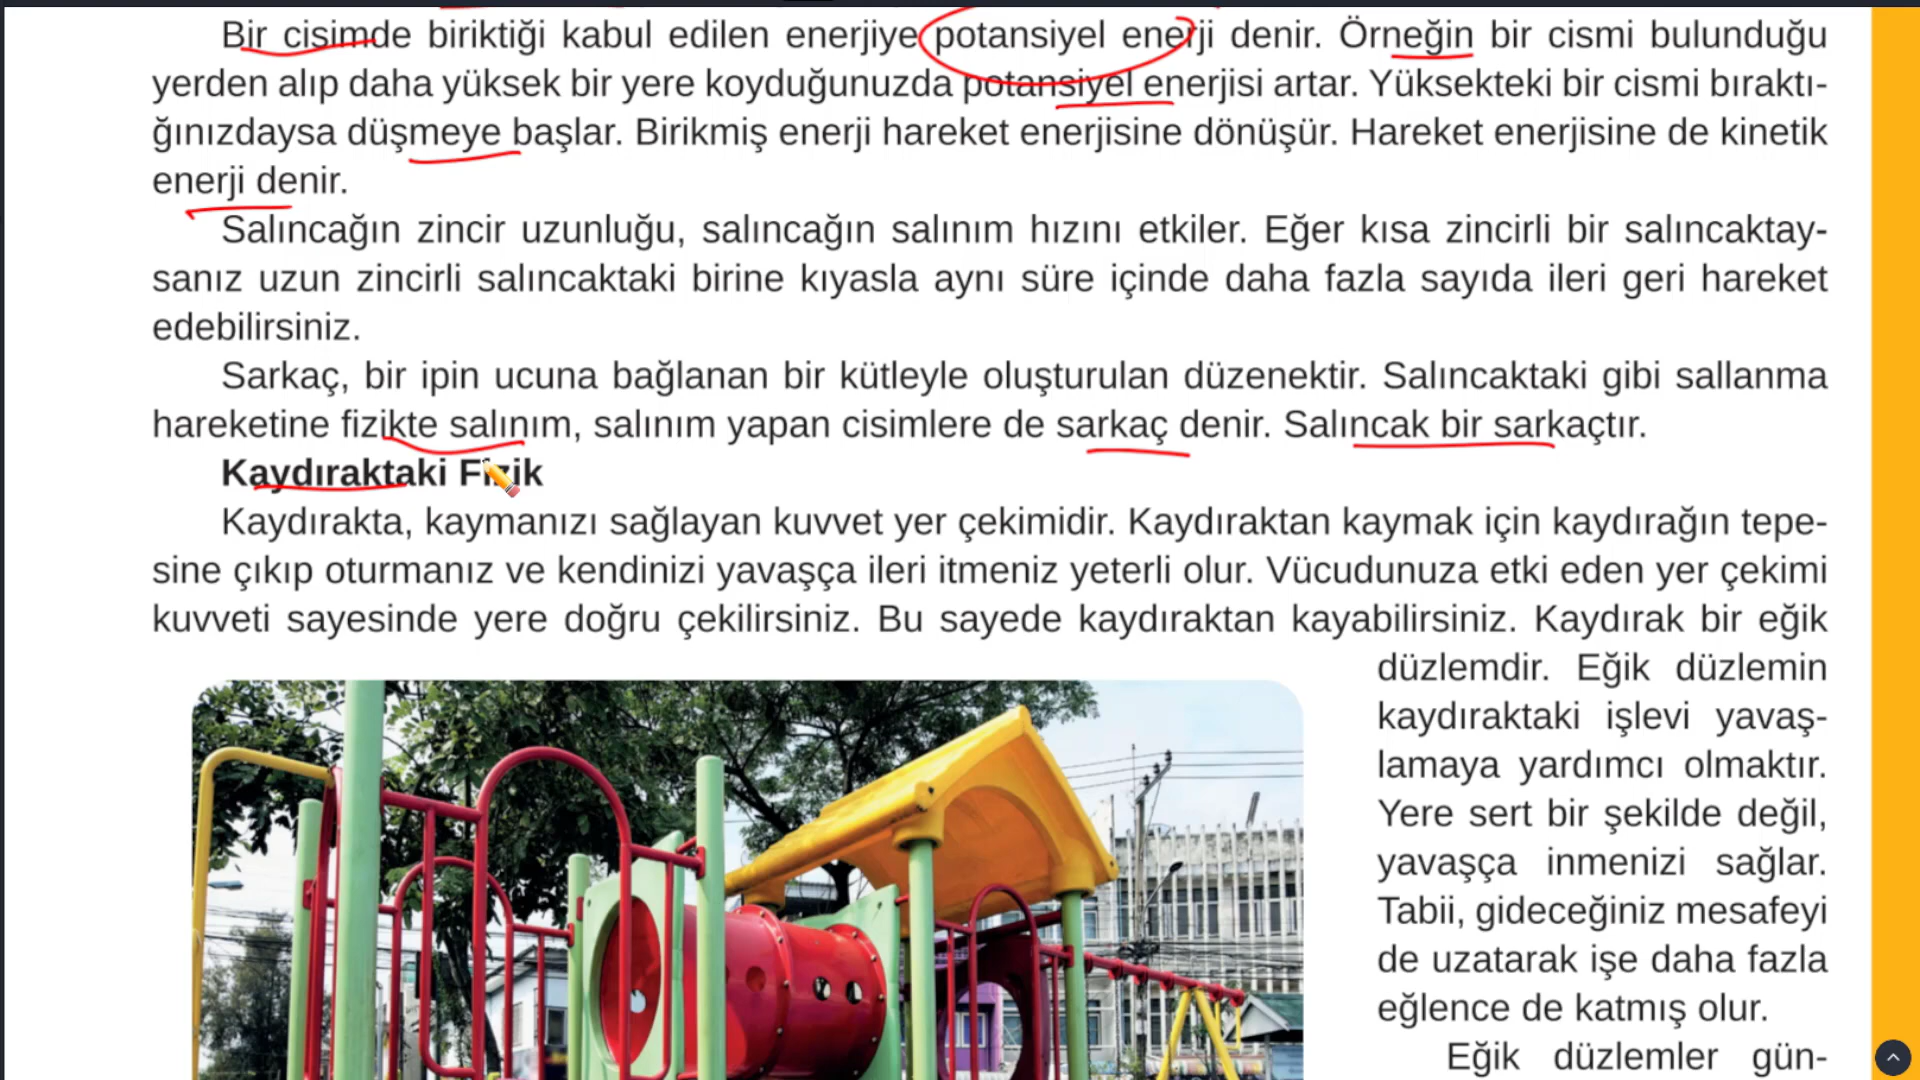 Bir cisimde biriktiği kabul edilen enerjiye potansiyel enerji denir. Örneğin bir cismi bulunduğu
yerden alıp daha yüksek bir yere koyduğunuzda potansiyel enerjisi artar. Yüksekteki bir cismi bıraktı-
ğınızdaysa düşmeye başlar. Birikmiş enerji hareket enerjisine dönüşür. Hareket enerjisine de kinetik
enerji denir.
Salıncağın zincir uzunluğu, salıncağın salınım hızını etkiler. Eğer kısa zincirli bir salıncaktay-
sanız uzun zincirli salıncaktaki birine kıyasla aynı süre içinde daha fazla sayıda ileri geri hareket
edebilirsiniz.
Sarkaç, bir ipin ucuna bağlanan bir kütleyle oluşturulan düzenektir. Salıncaktaki gibi sallanma
hareketine fizikte salınım, salınım yapan cisimlere de sarkaç denir. Salıncak bir sarkaçtır.
Kaydıraktaki Fizik
Kaydırakta, kaymanızı sağlayan kuvvet yer çekimidir. Kaydıraktan kaymak için kaydırağın tepe-
sine çıkıp oturmanız ve kendinizi yavaşça ileri itmeniz yeterli olur. Vücudunuza etki eden yer çekimi
kuvveti sayesinde yere doğru çekilirsiniz. Bu sayede kaydıraktan kayabilirsiniz. Kaydırak bir eğik
düzlemdir. Eğik düzlemin
kaydıraktaki işlevi yavaş-
lamaya yardımcı olmaktır.
Yere sert bir şekilde değil,
yavaşça inmenizi sağlar.
Tabii, gideceğiniz mesafeyi
de uzatarak işe daha fazla
eğlence de katmış olur.
Eğik düzlemler gün-